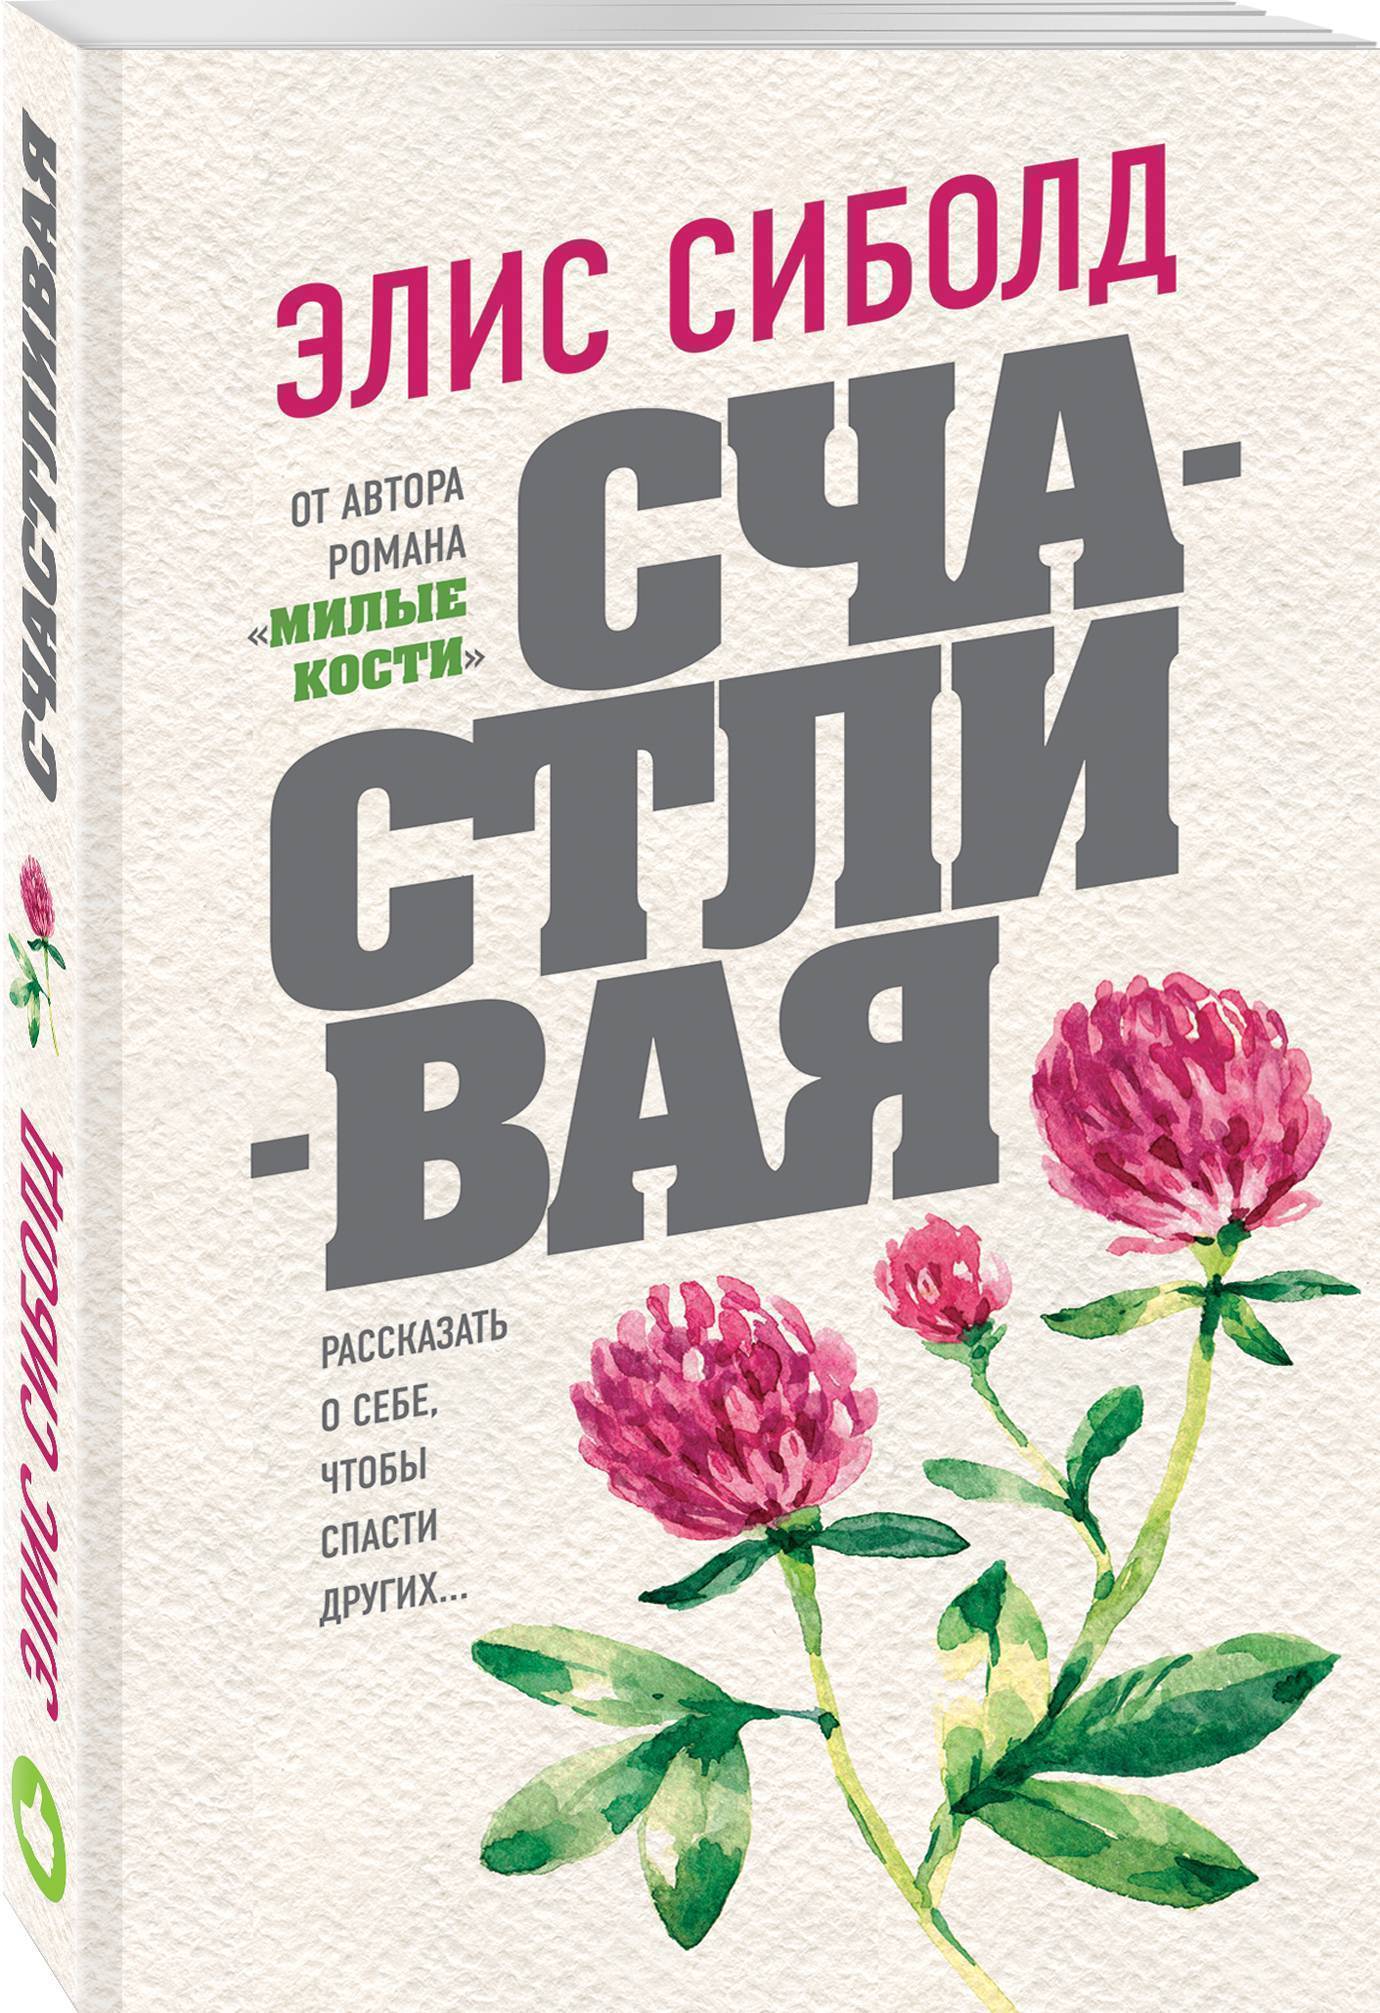 ЭЛИС СИБОЛД
ОТ АВТОРА
РОМАНА
«МИЛЫЕ
КОСТИ»
СЧА-
СТЛИ
-ВАЯ
РАССКАЗАТЬ
О СЕБЕ,
ЧТОБЫ
СПАСТИ
ДРУГИХ...
ЭЛИС СИБОЛД
СЧАСТЛИВАЯ